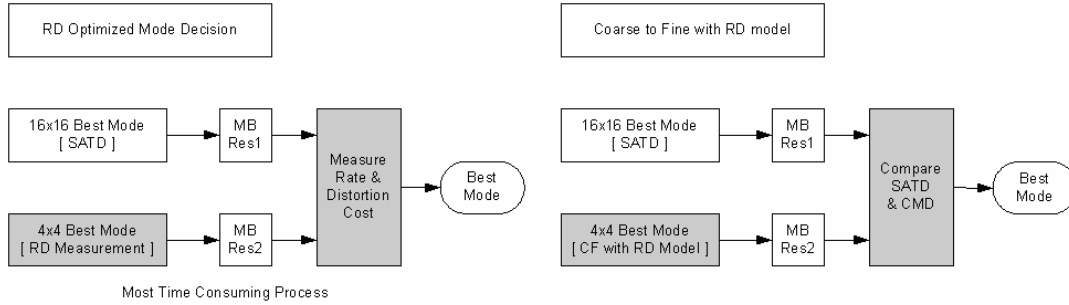 RD Optimized Mode Decision
16x16 Best Mode
[ SATD ]
MB
Res1
4x4 Best Mode
[ RD Measurement ]
MB
Res2
Measure
Rate &
Distortion
Cost
Best
Mode
Most Time Consuming Process
Coarse to Fine with RD model
16x16 Best Mode
[ SATD ]
MB
Res1
4x4 Best Mode
[ CF with RD Model ]
MB
Res2
Compare
SATD
& CMD
Best
Mode